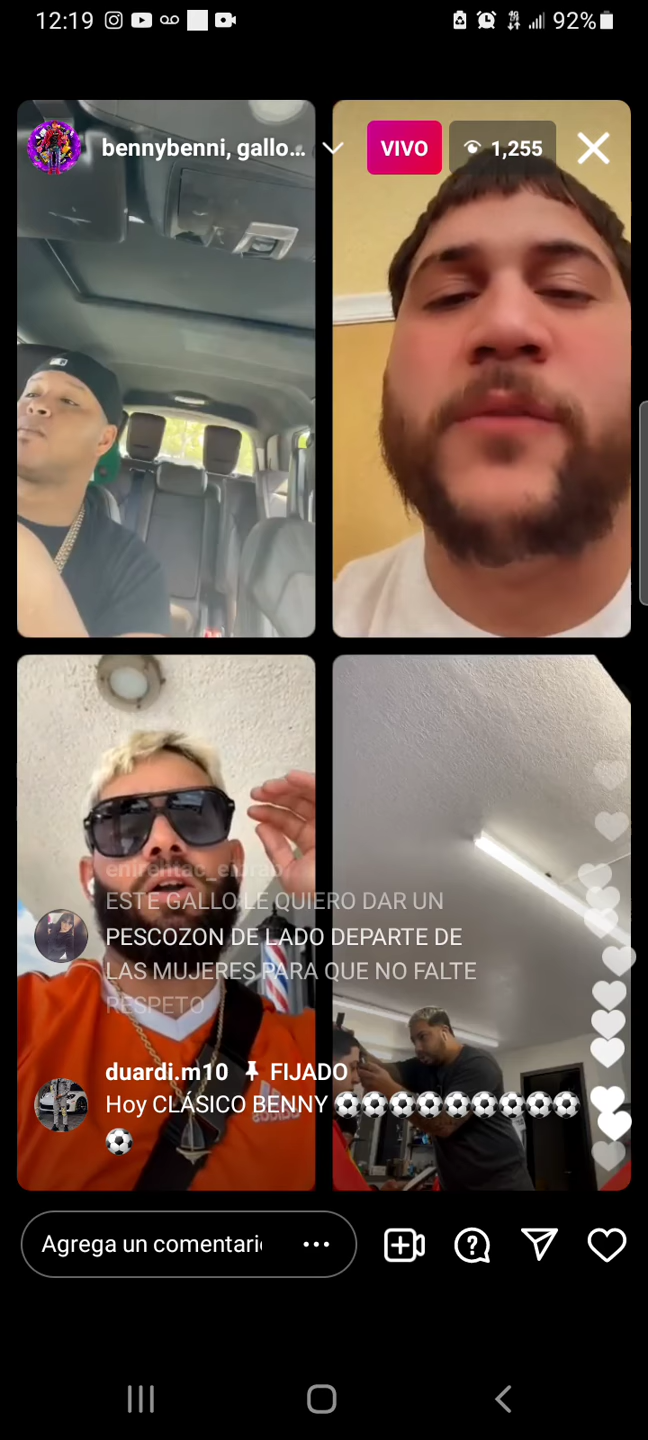 12:19
92%
bennybenni, gallo...
VIVO
1,255
ESTE GALLO LE QUIERO DAR UN
PESCOZON DE LADO DEPARTE DE
LAS MUJERES PARA QUE NO FALTE
RESPETO
duardi.m10 FIJADO
Hoy CLÁSICO BENNY ⚽⚽⚽⚽⚽⚽⚽⚽⚽
⚽
Agrega un comentari